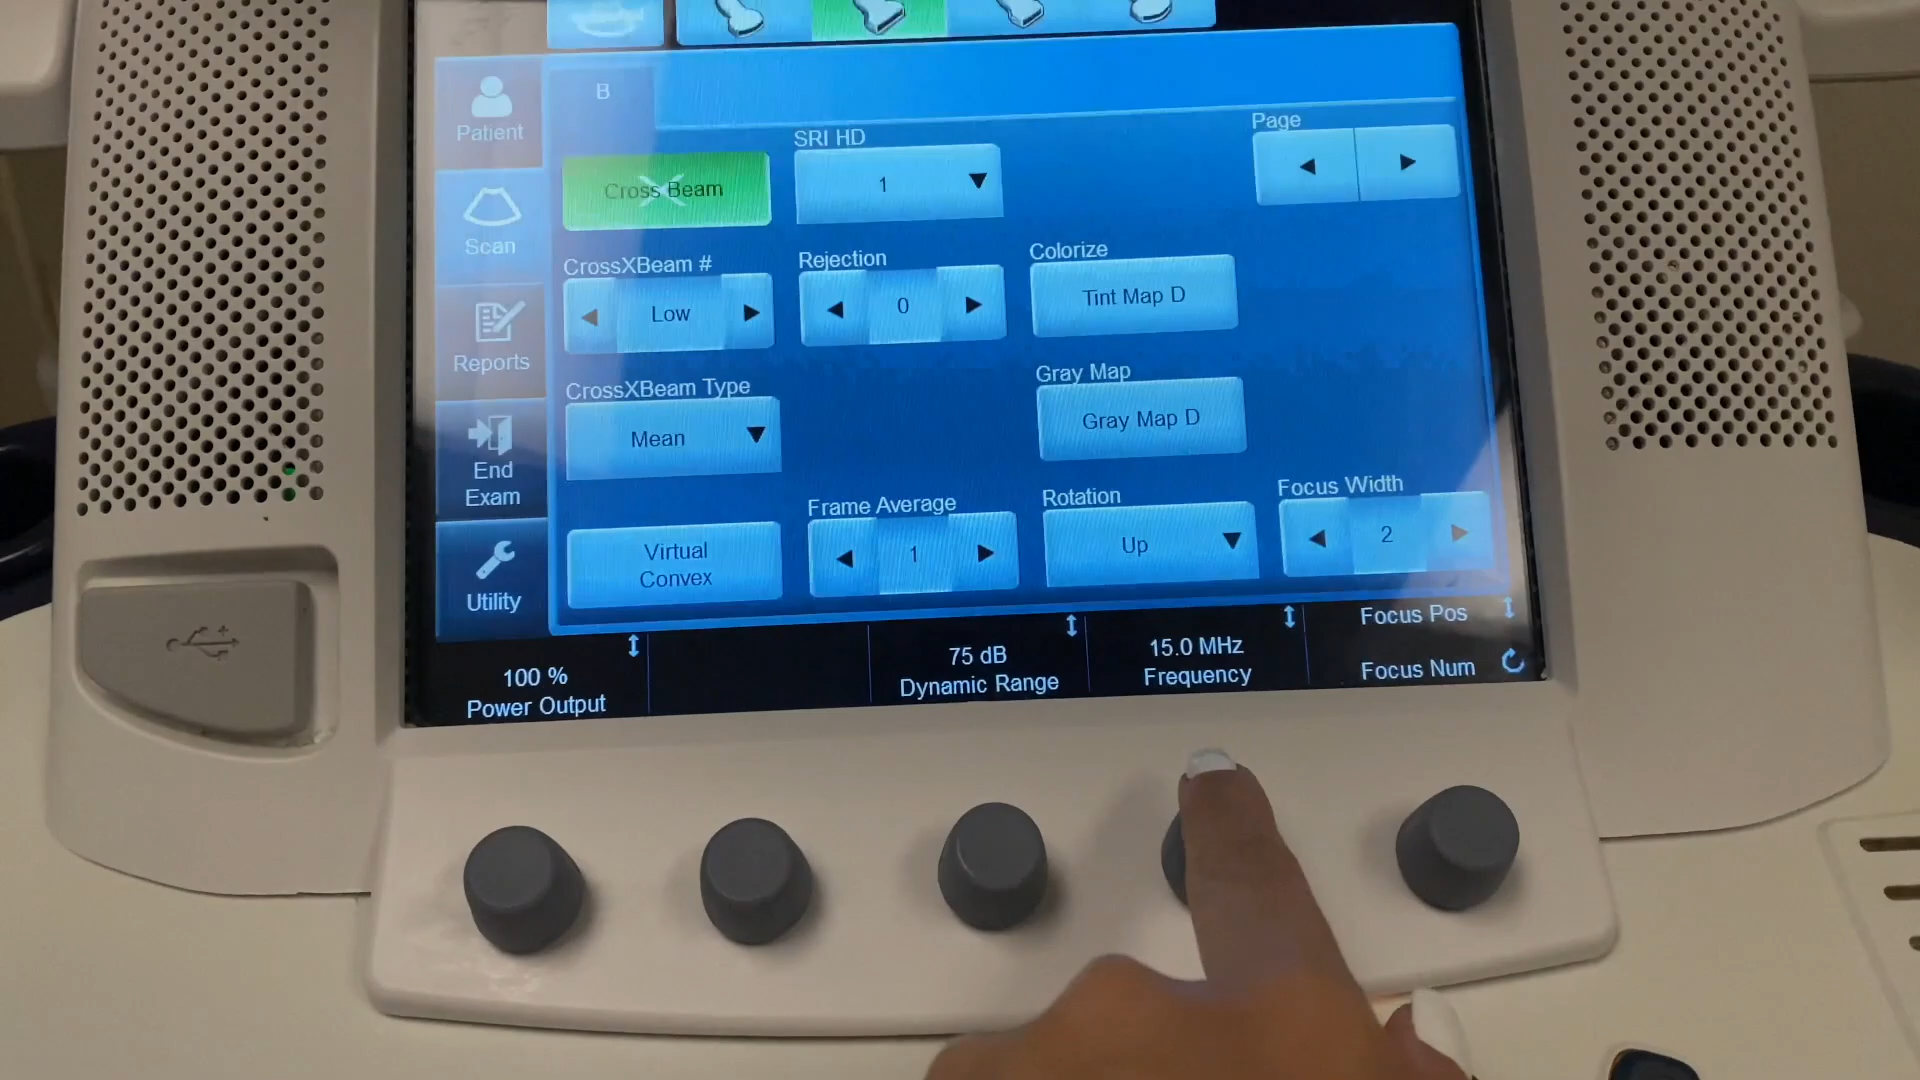 Patient
Scan
Reports
End
Exam
Utility
B
Cross Beam
SRI HD
1
Page
CrossXBeam #
Low
Rejection
0
Colorize
Tint Map D
CrossXBeam Type
Mean
Gray Map
Gray Map D
Virtual
Convex
Frame Average
1
Rotation
Up
Focus Width
2
100 %
Power Output
75 dB
Dynamic Range
15.0 MHz
Frequency
Focus Pos
Focus Num